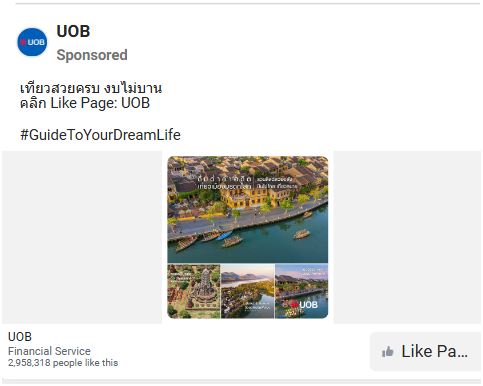 UOB
UOB
Sponsored
เที่ยวสวยครบ งบไม่บาน
คลิก Like Page: UOB
#GuideToYourDreamLife
UOB
UOB
Financial Service
2,958,318 people like this
Like Pa...